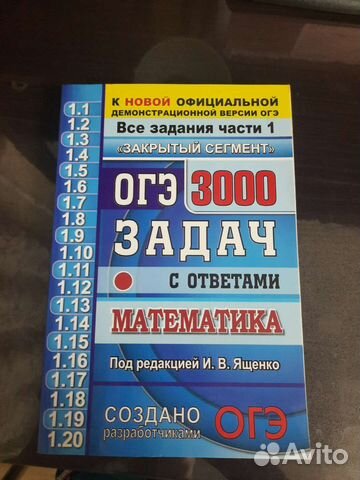 К НОВОЙ ОФИЦИАЛЬНОЙ
ДЕМОНСТРАЦИОННОЙ ВЕРСИИ ОГЭ
Все задания части 1
«ЗАКРЫТЫЙ СЕГМЕНТ»
ОГЭ 3000
ЗАДАЧ
С ОТВЕТАМИ
МАТЕМАТИКА
Под редакцией И. В. Ященко
СОЗДАНО
разработчиками
ОГЭ
1.1
1.2
1.3
1.4
1.5
1.6
1.7
1.8
1.9
1.10
1.11
1.12
1.13
1.14
1.15
1.16
1.17
1.18
1.19
1.20
Avito